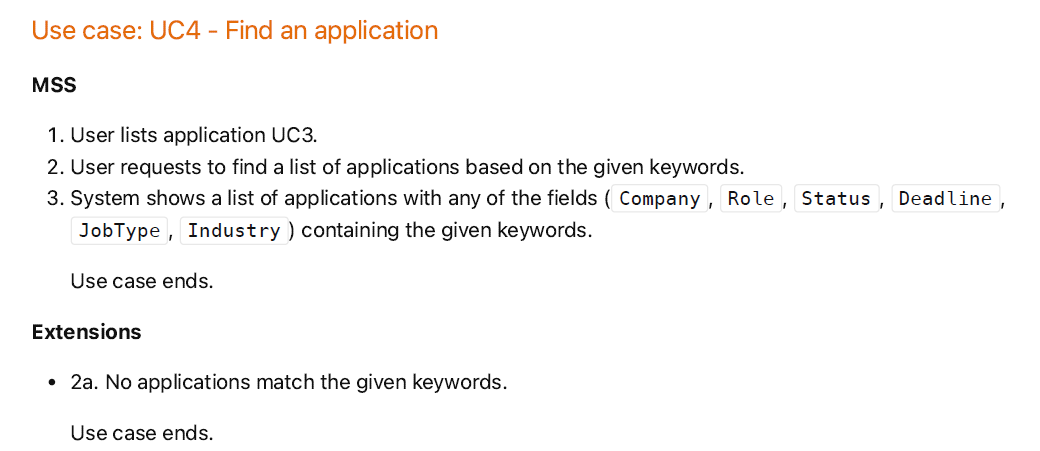 Use case: UC4 - Find an application
MSS
1. User lists application UC3.
2. User requests to find a list of applications based on the given keywords.
3. System shows a list of applications with any of the fields ( Company , Role , Status , Deadline ,
JobType , Industry ) containing the given keywords.
Use case ends.
Extensions
• 2a. No applications match the given keywords.
Use case ends.